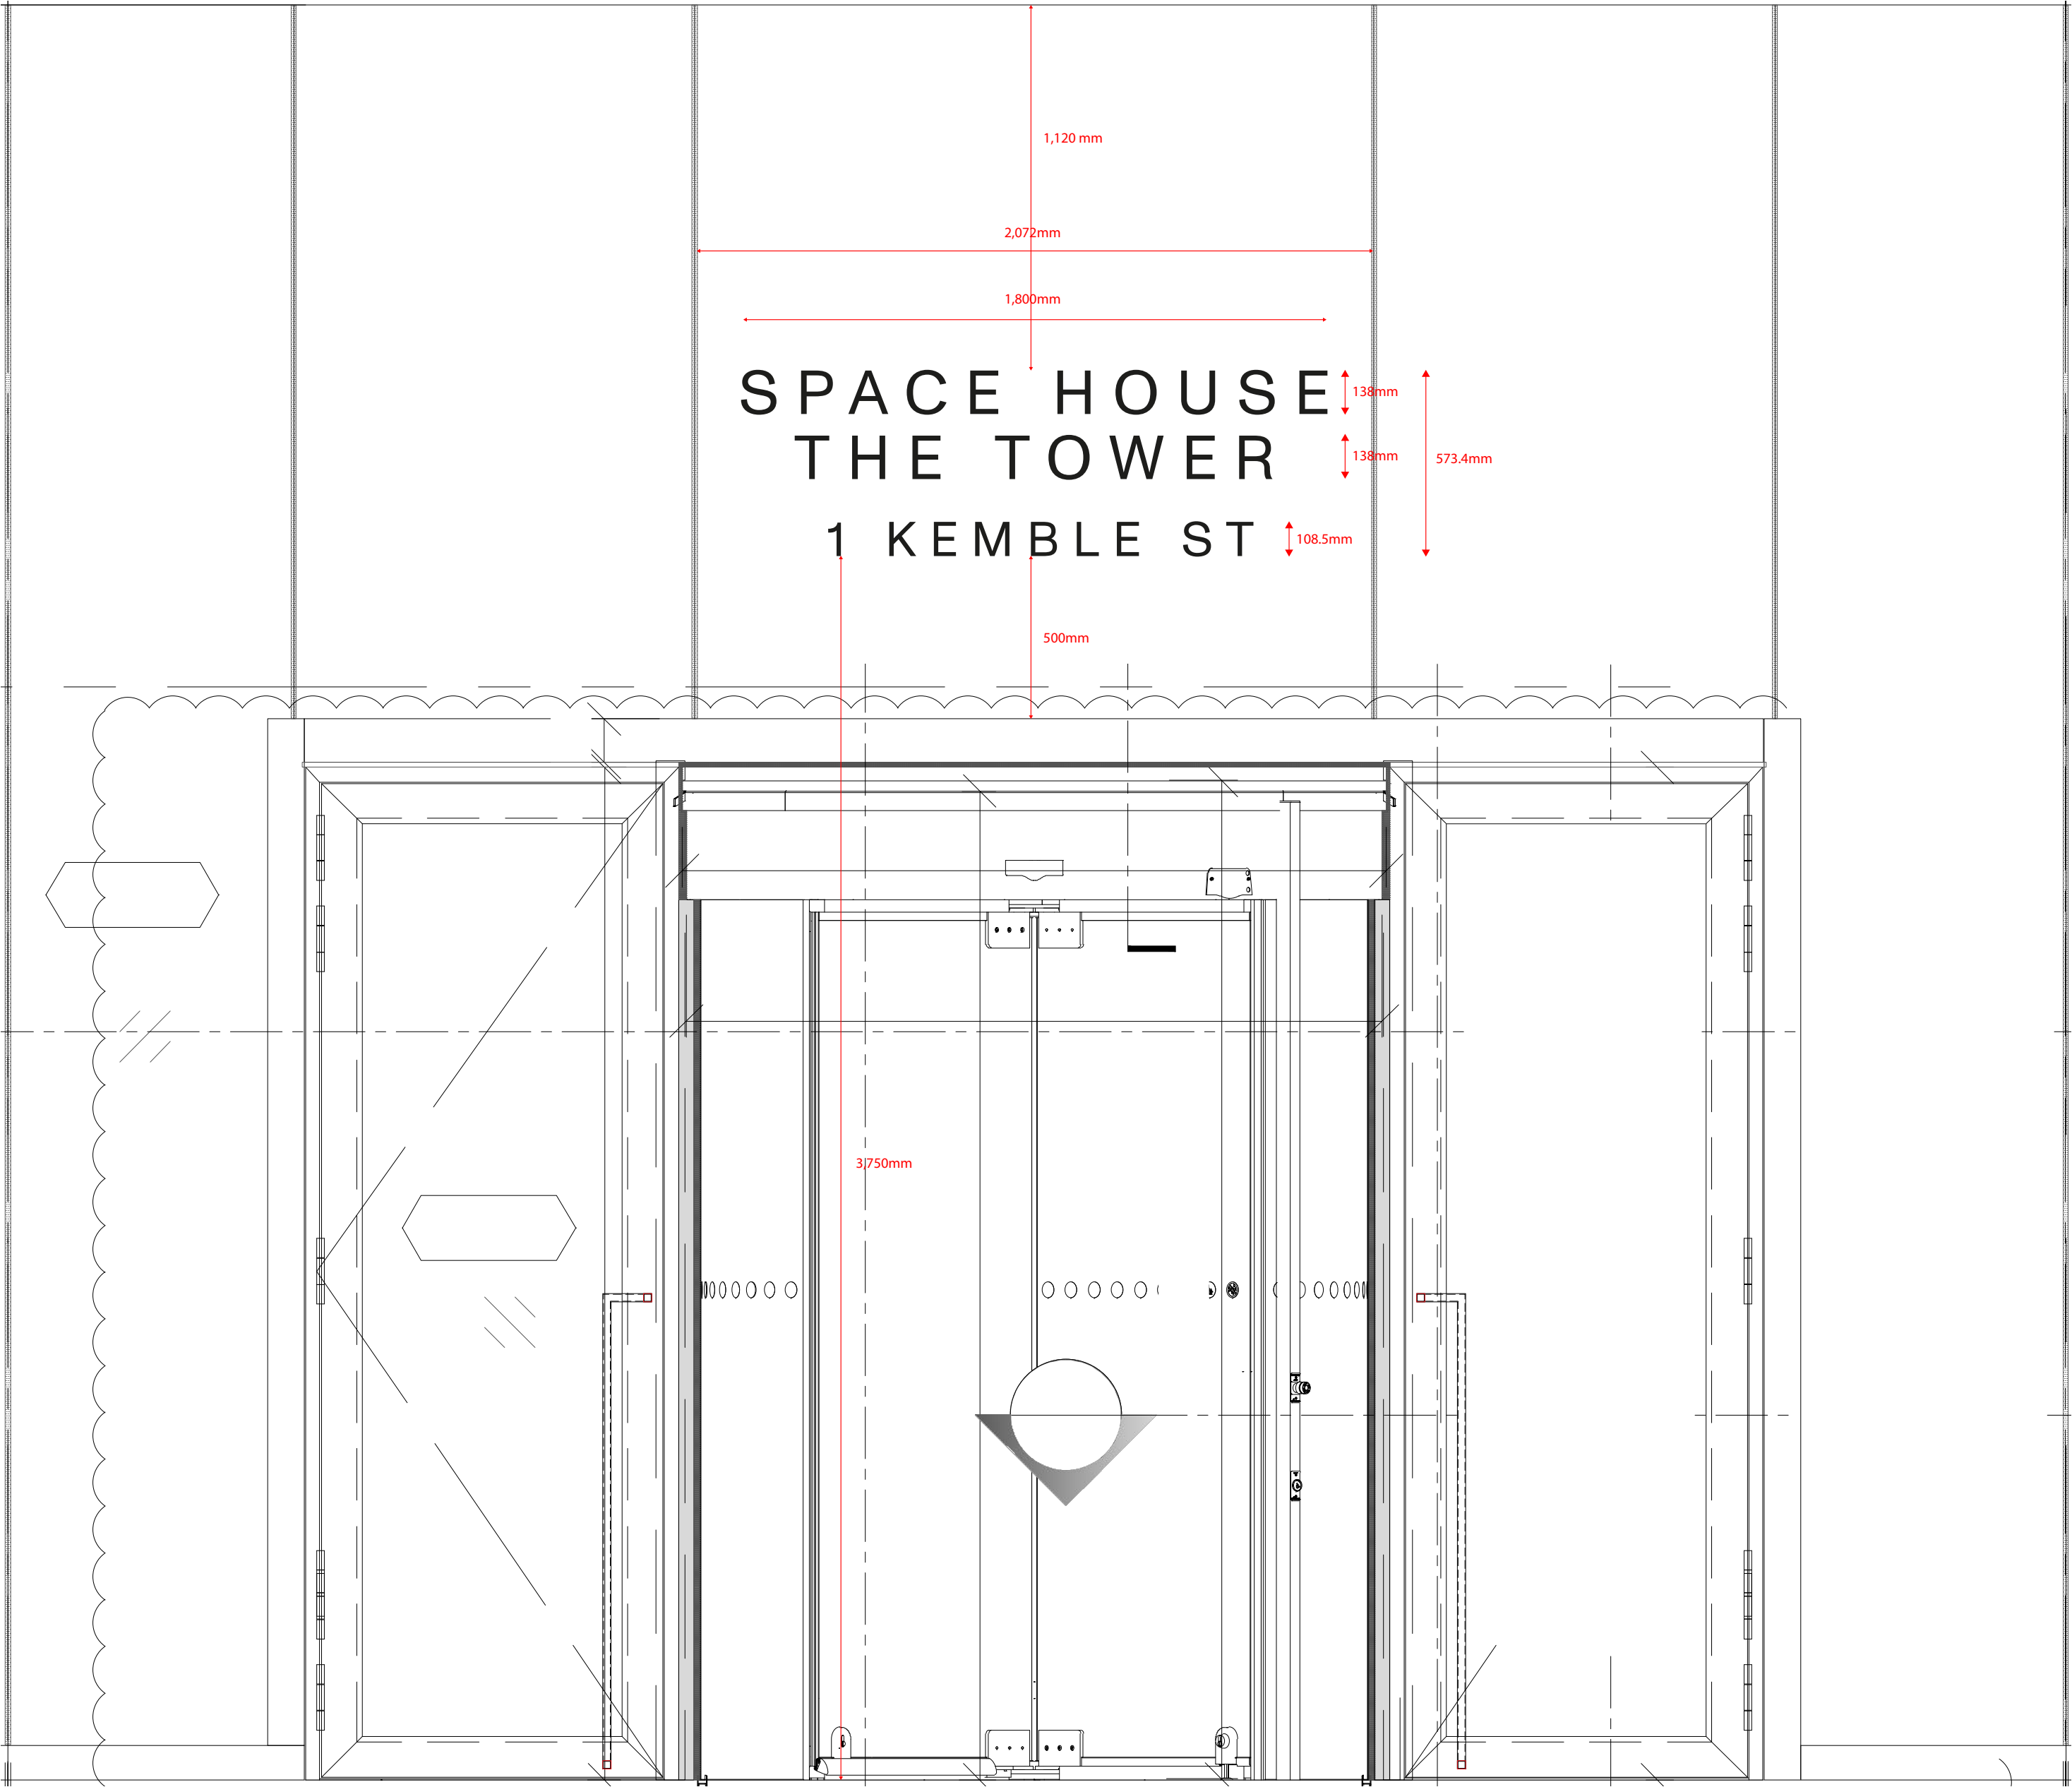 1,120 mm
2,072mm
1,800mm
SPACE HOUSE
138mm
THE TOWER
138mm
573.4mm
1 KEMBLE ST
108.5mm
500mm
3,750mm